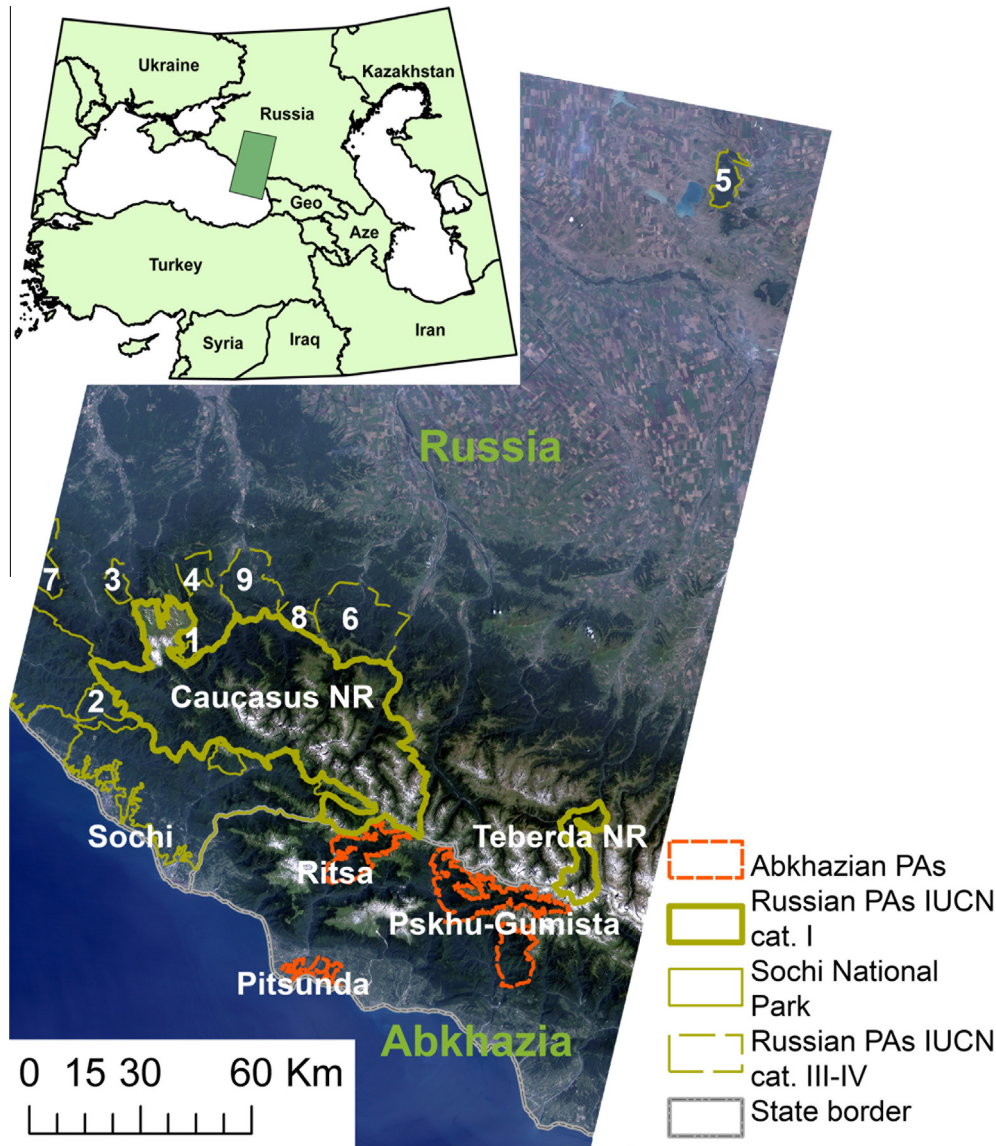 Ukraine
Kazakhstan
Russia
Geo
Aze
Turkey
Syria
Iraq
Iran
5
Russia
7
3
4
9
8
6
1
Caucasus NR
2
Sochi
Teberda NR
Ritsa
Pskhu-Gumista
Pitsunda
Abkhazia
0 15 30 60 Km
Abkhazian PAs
Russian PAs IUCN
cat. I
Sochi National
Park
Russian PAs IUCN
cat. III-IV
State border